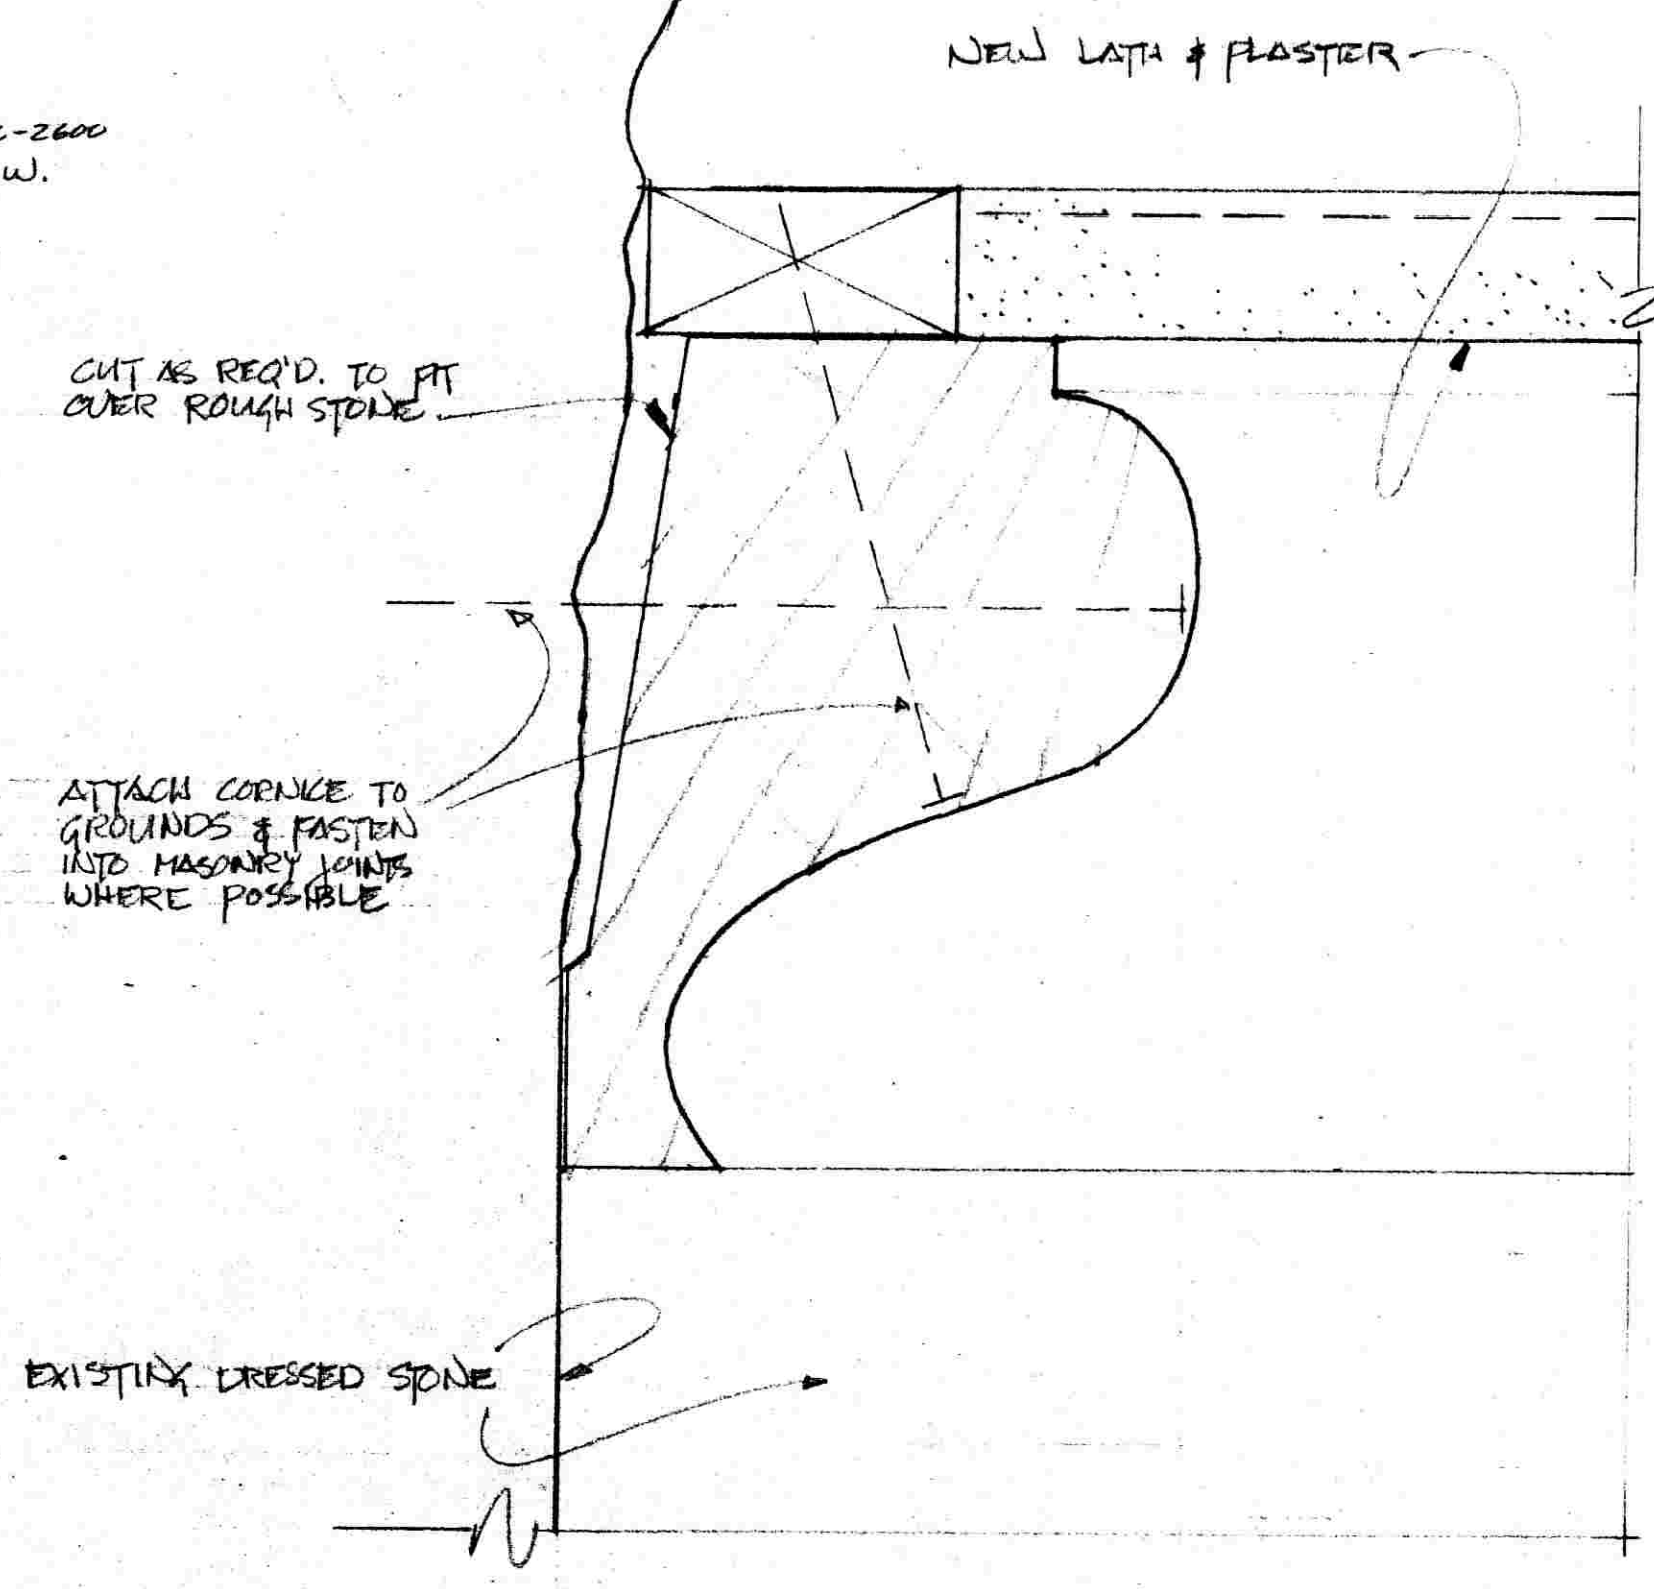 NEW LATH & PLASTER
-2600
W.
CUT AS REQ'D. TO FIT
OVER ROUGH STONE
ATTACH CORNICE TO
GROUNDS & FASTEN
INTO MASONRY JOINTS
WHERE POSSIBLE
EXISTING DRESSED STONE